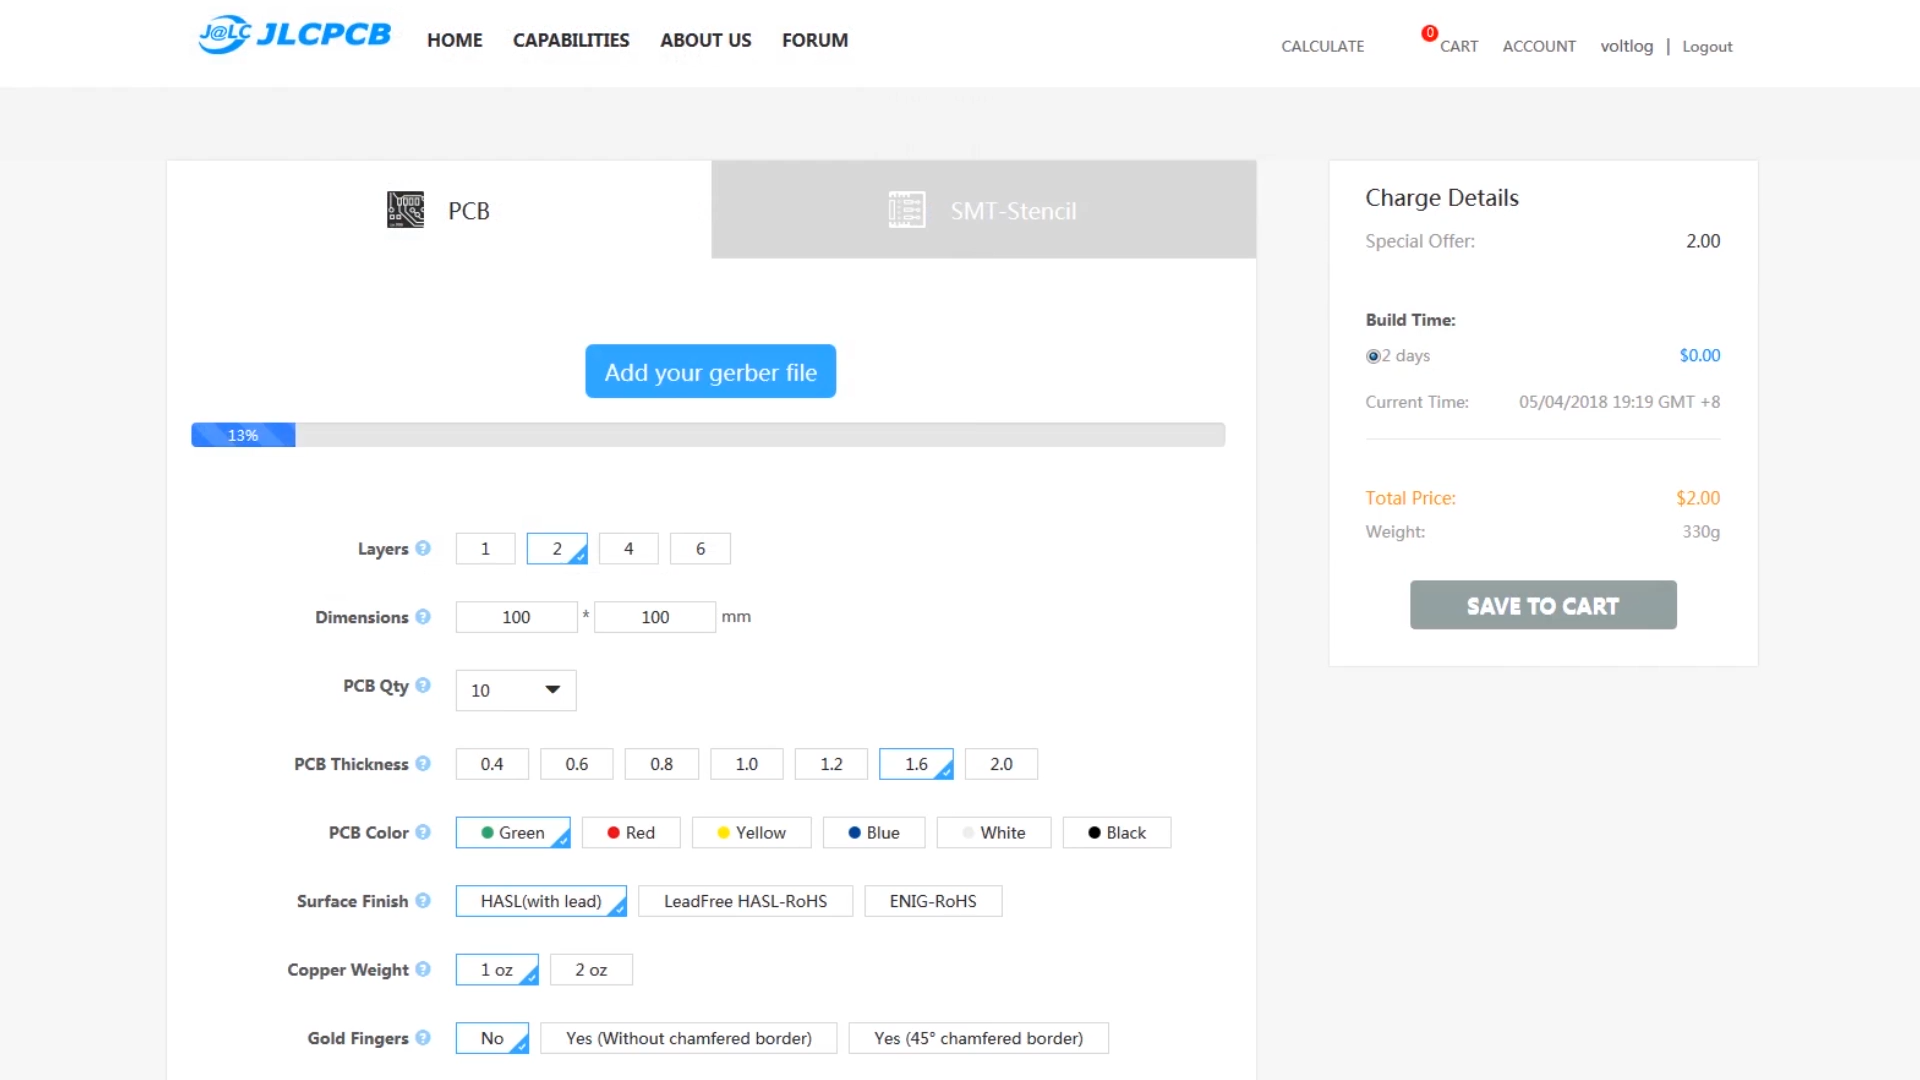 J@LC JLCPCB HOME CAPABILITIES ABOUT US FORUM CALCULATE 0 CART ACCOUNT voltlog | Logout
PCB SMT-Stencil
Add your gerber file
13%
Layers ? 1 2 4 6
Dimensions ? 100 * 100 mm
PCB Qty ? 10
PCB Thickness ? 0.4 0.6 0.8 1.0 1.2 1.6 2.0
PCB Color ? Green Red Yellow Blue White Black
Surface Finish ? HASL(with lead) LeadFree HASL-RoHS ENIG-RoHS
Copper Weight ? 1 oz 2 oz
Gold Fingers ? No Yes (Without chamfered border) Yes (45° chamfered border)
Charge Details
Special Offer: 2.00
Build Time:
2 days $0.00
Current Time: 05/04/2018 19:19 GMT +8
Total Price: $2.00
Weight: 330g
SAVE TO CART